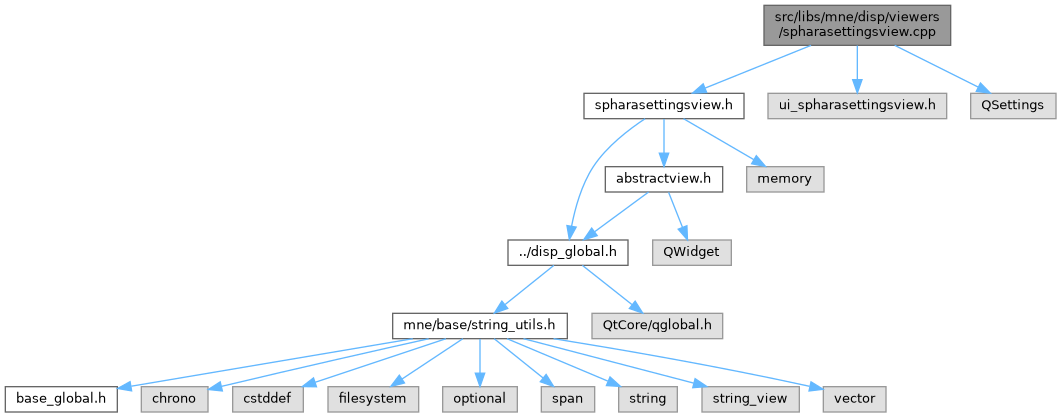 src/libs/mne/disp/viewers
/spharasettingsview.cpp
spharasettingsview.h
ui_spharasettingsview.h
QSettings
abstractview.h
memory
../disp_global.h
QWidget
mne/base/string_utils.h
QtCore/qglobal.h
base_global.h
chrono
cstddef
filesystem
optional
span
string
string_view
vector